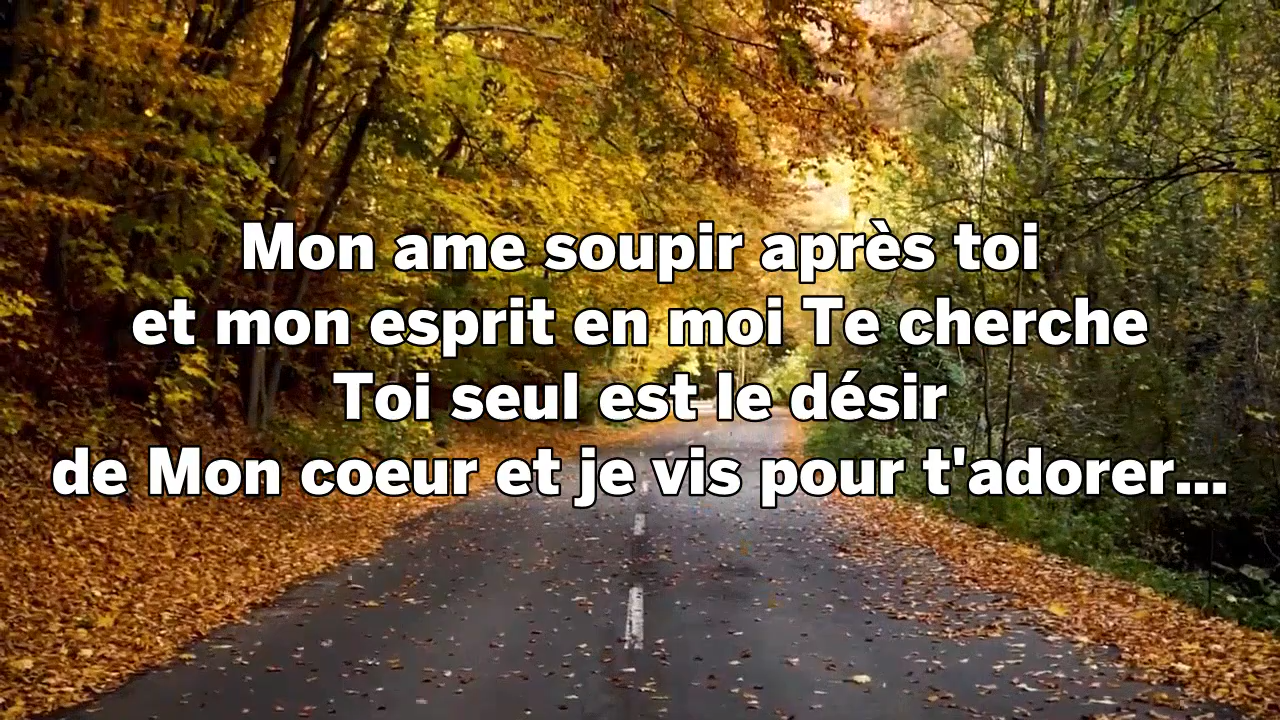 Mon ame soupir après toi
et mon esprit en moi Te cherche
Toi seul est le désir
de Mon coeur et je vis pour t'adorer...